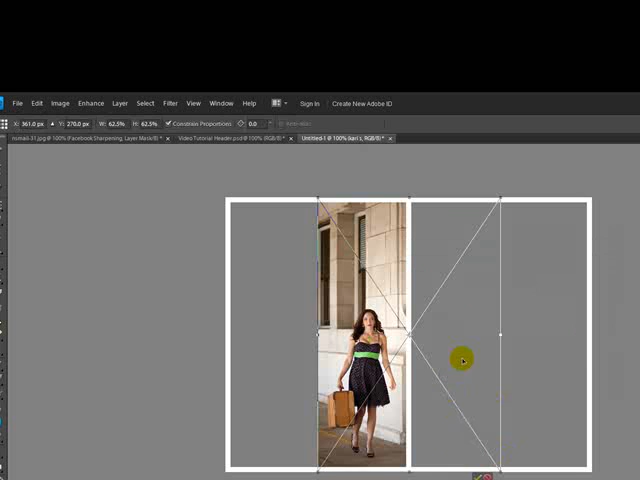 File Edit Image Enhance Layer Select Filter View Window Help Sign In Create New Adobe ID
X: 361.0 px Y: 270.0 px W: 62.5% H: 62.5% Constrain Proportions 0.0
nsmail-31.jpg @ 100% (Facebook Sharpening, Layer Mask/8) * × Video Tutorial Header.psd @ 100% (RGB/8) * × Untitled-1 @ 100% (kari s, RGB/8) * ×